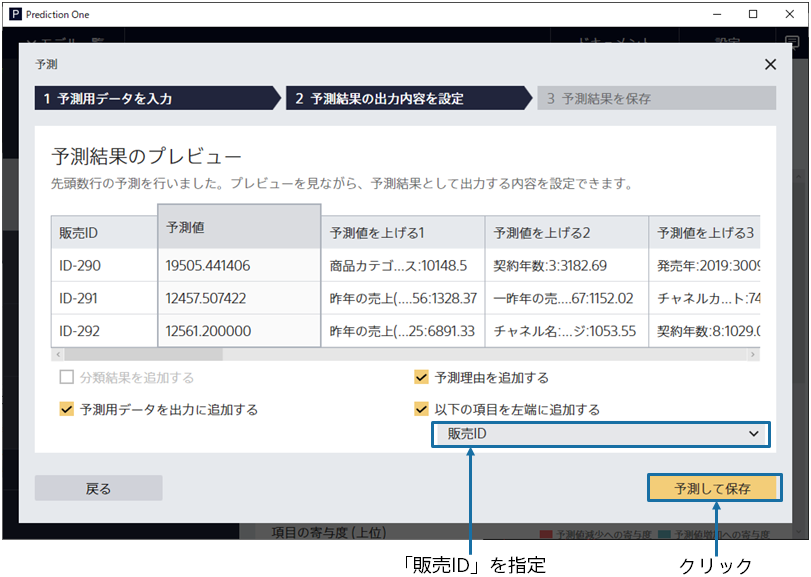 Prediction One
モデル一覧
ドキュメント
設定
予測
1 予測用データを入力
2 予測結果の出力内容を設定
3 予測結果を保存
予測結果のプレビュー
先頭数行の予測を行いました。プレビューを見ながら、予測結果として出力する内容を設定できます。
販売ID 予測値 予測値を上げる1 予測値を上げる2 予測値を上げる3
ID-290 19505.441406 商品カテゴ...ス:10148.5 契約年数:3:3182.69 発売年:2019:3009
ID-291 12457.507422 昨年の売上(....56:1328.37 一昨年の売....67:1152.02 チャネルカ...ト:74
ID-292 12561.200000 昨年の売上(....25:6891.33 チャネル名:...ジ:1053.55 契約年数:8:1029.0
分類結果を追加する
予測理由を追加する
予測用データを出力に追加する
以下の項目を左端に追加する
販売ID
戻る
予測して保存
項目の寄与度 (上位)
予測値減少への寄与度
予測値増加への寄与度
「販売ID」を指定
クリック